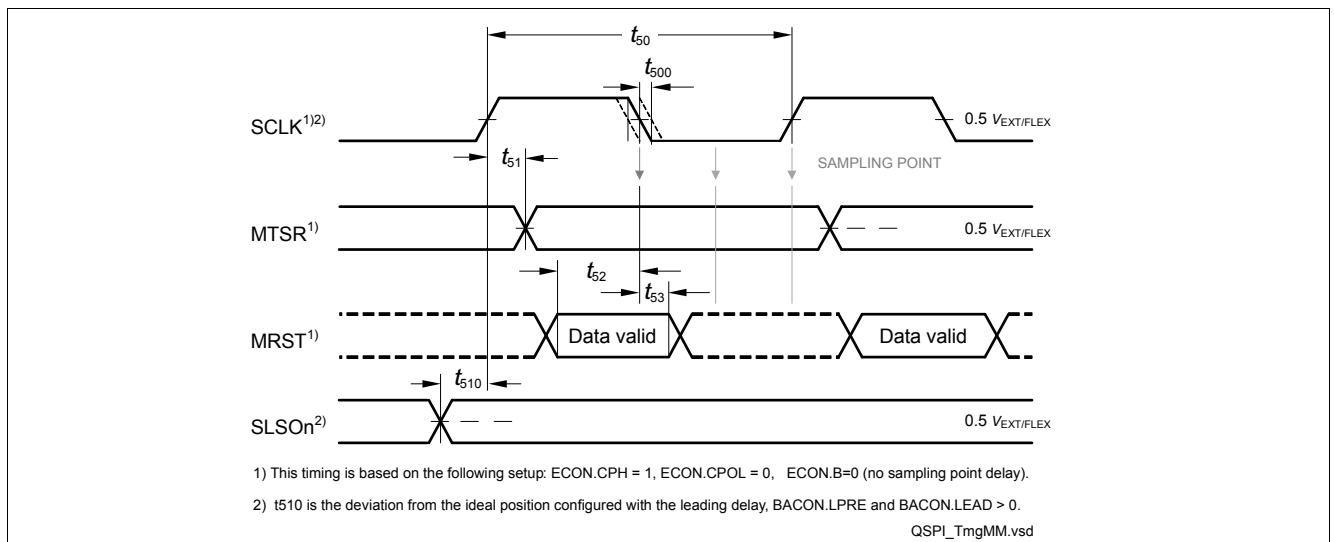 t50
t500
SCLK1)2)
0.5 VEXT/FLEX
t51
SAMPLING POINT
MTSR1)
0.5 VEXT/FLEX
t52
t53
MRST1)
Data valid
Data valid
t510
SLSOn2)
0.5 VEXT/FLEX
1) This timing is based on the following setup: ECON.CPH = 1, ECON.CPOL = 0, ECON.B=0 (no sampling point delay).
2) t510 is the deviation from the ideal position configured with the leading delay, BACON.LPRE and BACON.LEAD > 0.
QSPI_TmgMM.vsd